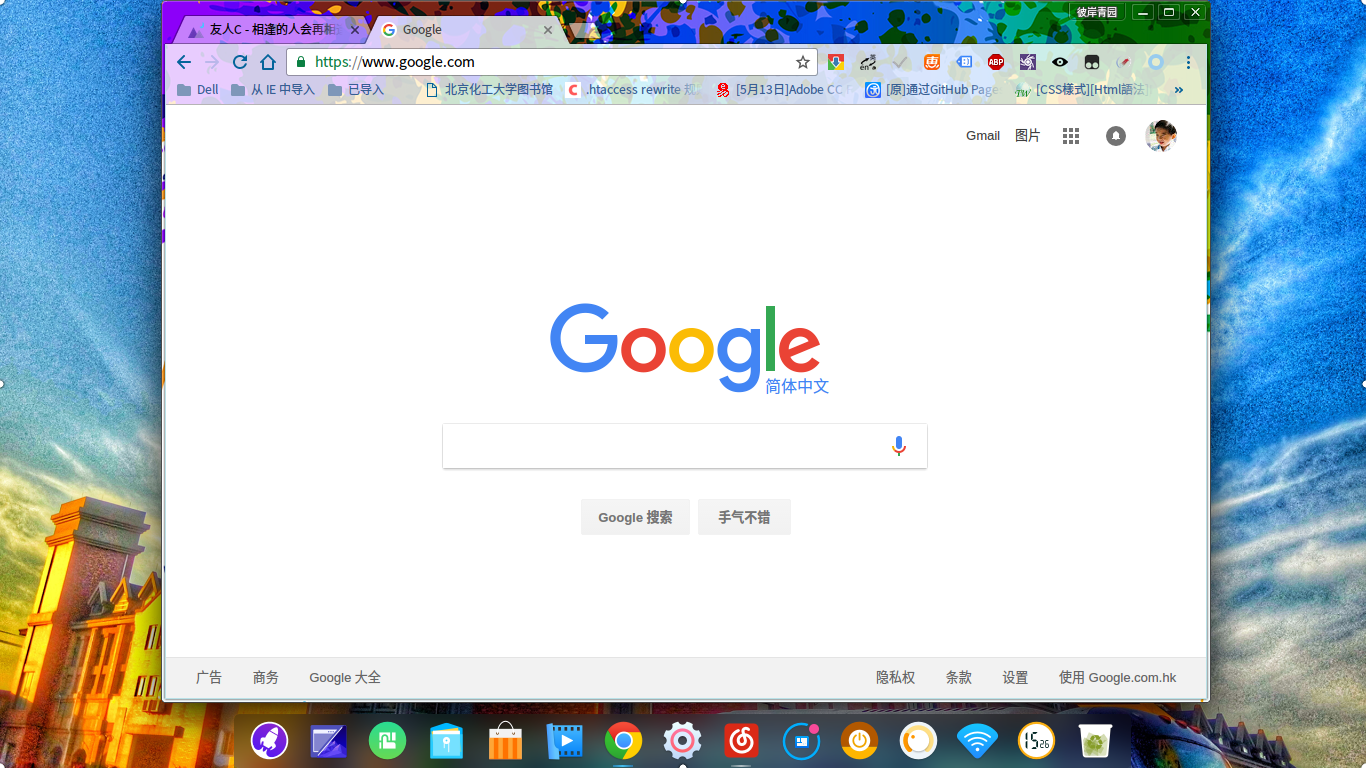 彼岸青园
友人C - 相逢的人会再相
Google
https://www.google.com
en
惠
ABP
Dell
从 IE 中导入
已导入
北京化工大学图书馆
.htaccess rewrite 规
[5月13日]Adobe CC F
[原]通过GitHub Page
TW
[CSS樣式][Html語法]
»
Gmail
图片
Google
简体中文
Google 搜索
手气不错
广告
商务
Google 大全
隐私权
条款
设置
使用 Google.com.hk
15 26